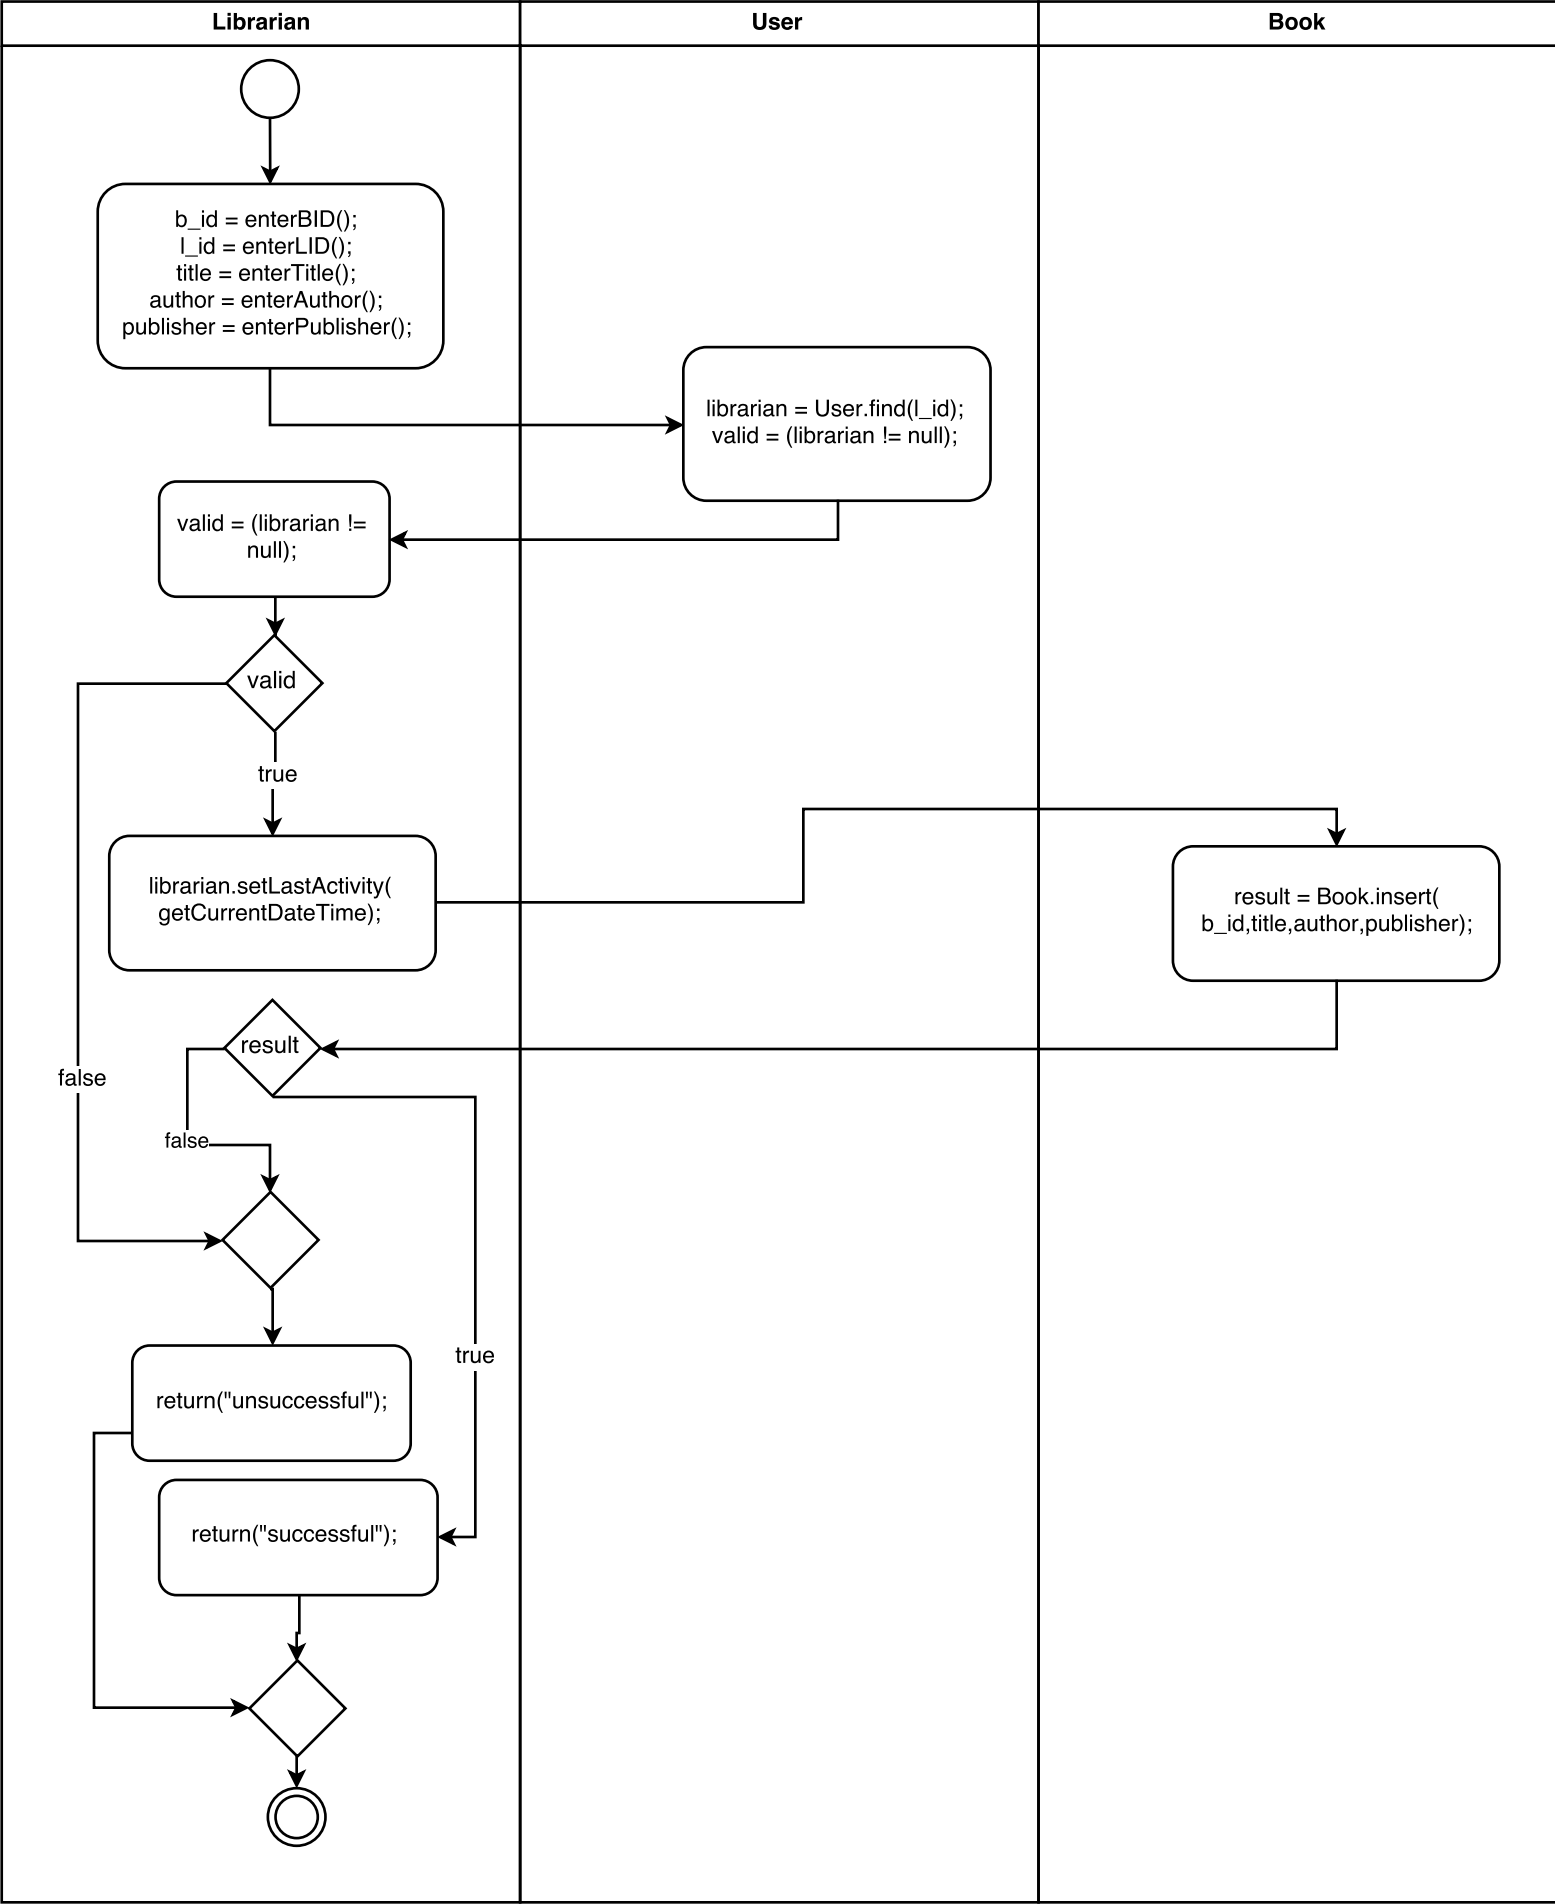 Librarian
User
Book
b_id = enterBID();
l_id = enterLID();
title = enterTitle();
author = enterAuthor();
publisher = enterPublisher();
librarian = User.find(l_id);
valid = (librarian != null);
valid = (librarian !=
null);
valid
true
librarian.setLastActivity(
getCurrentDateTime);
result = Book.insert(
b_id,title,author,publisher);
result
false
false
true
return("unsuccessful");
return("successful");